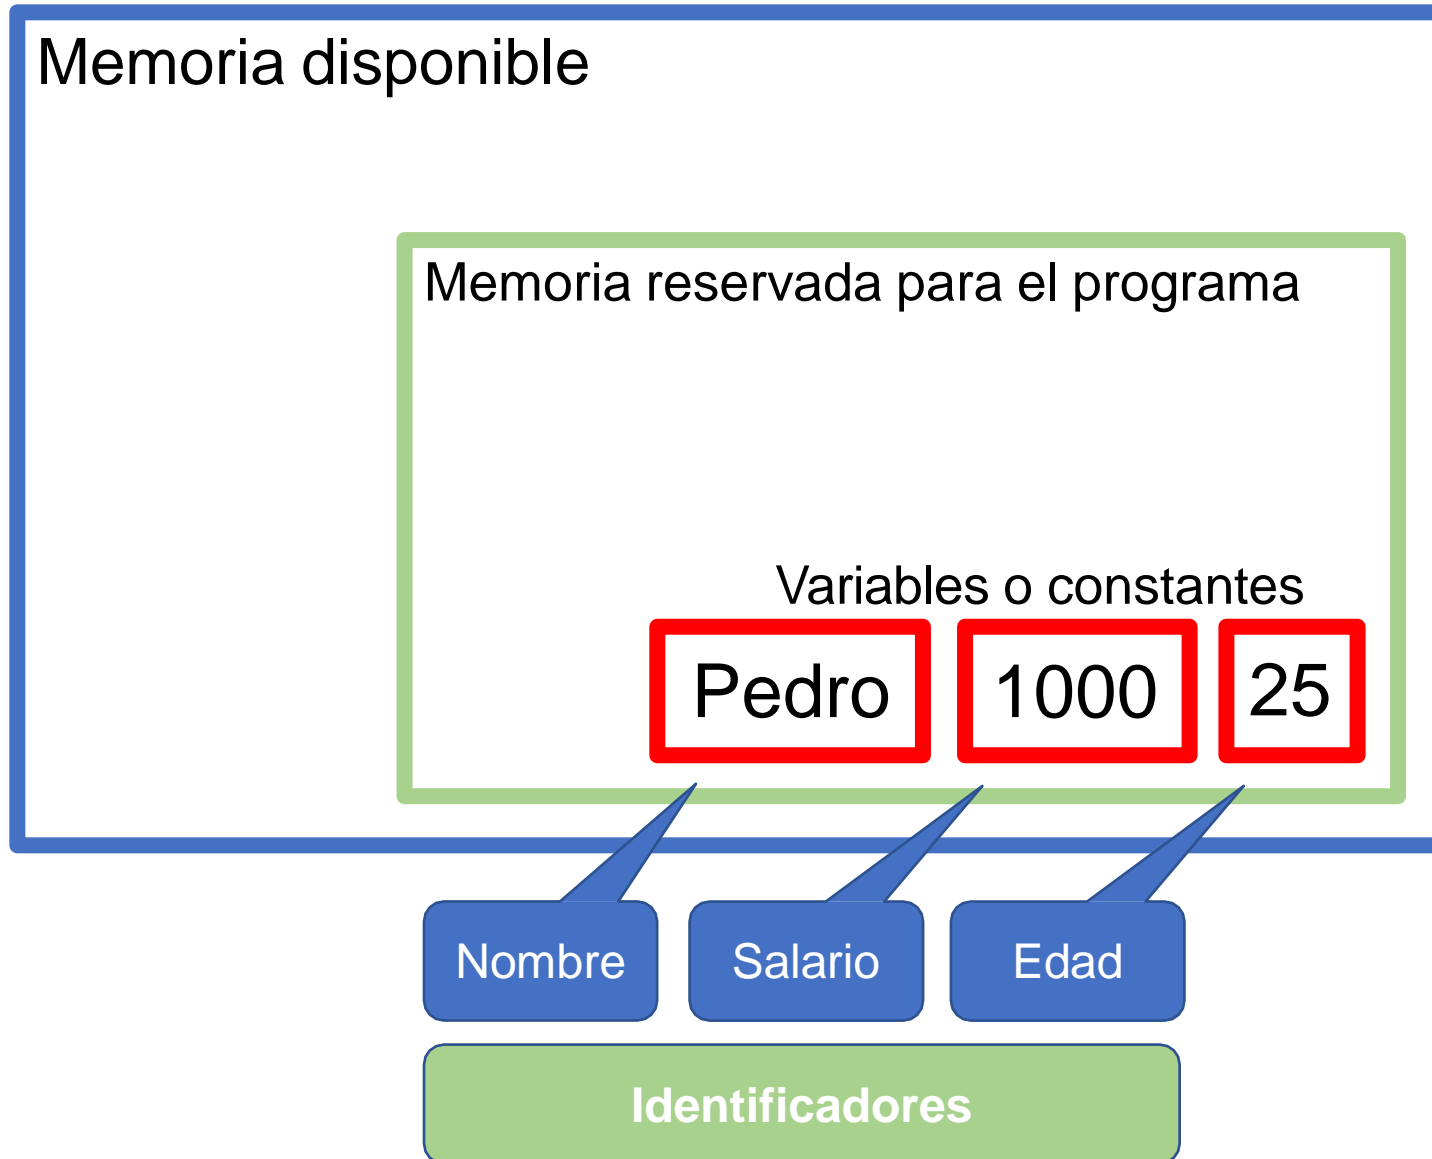 Memoria disponible
Memoria reservada para el programa
Variables o constantes
Pedro
1000
25
Nombre
Salario
Edad
Identificadores